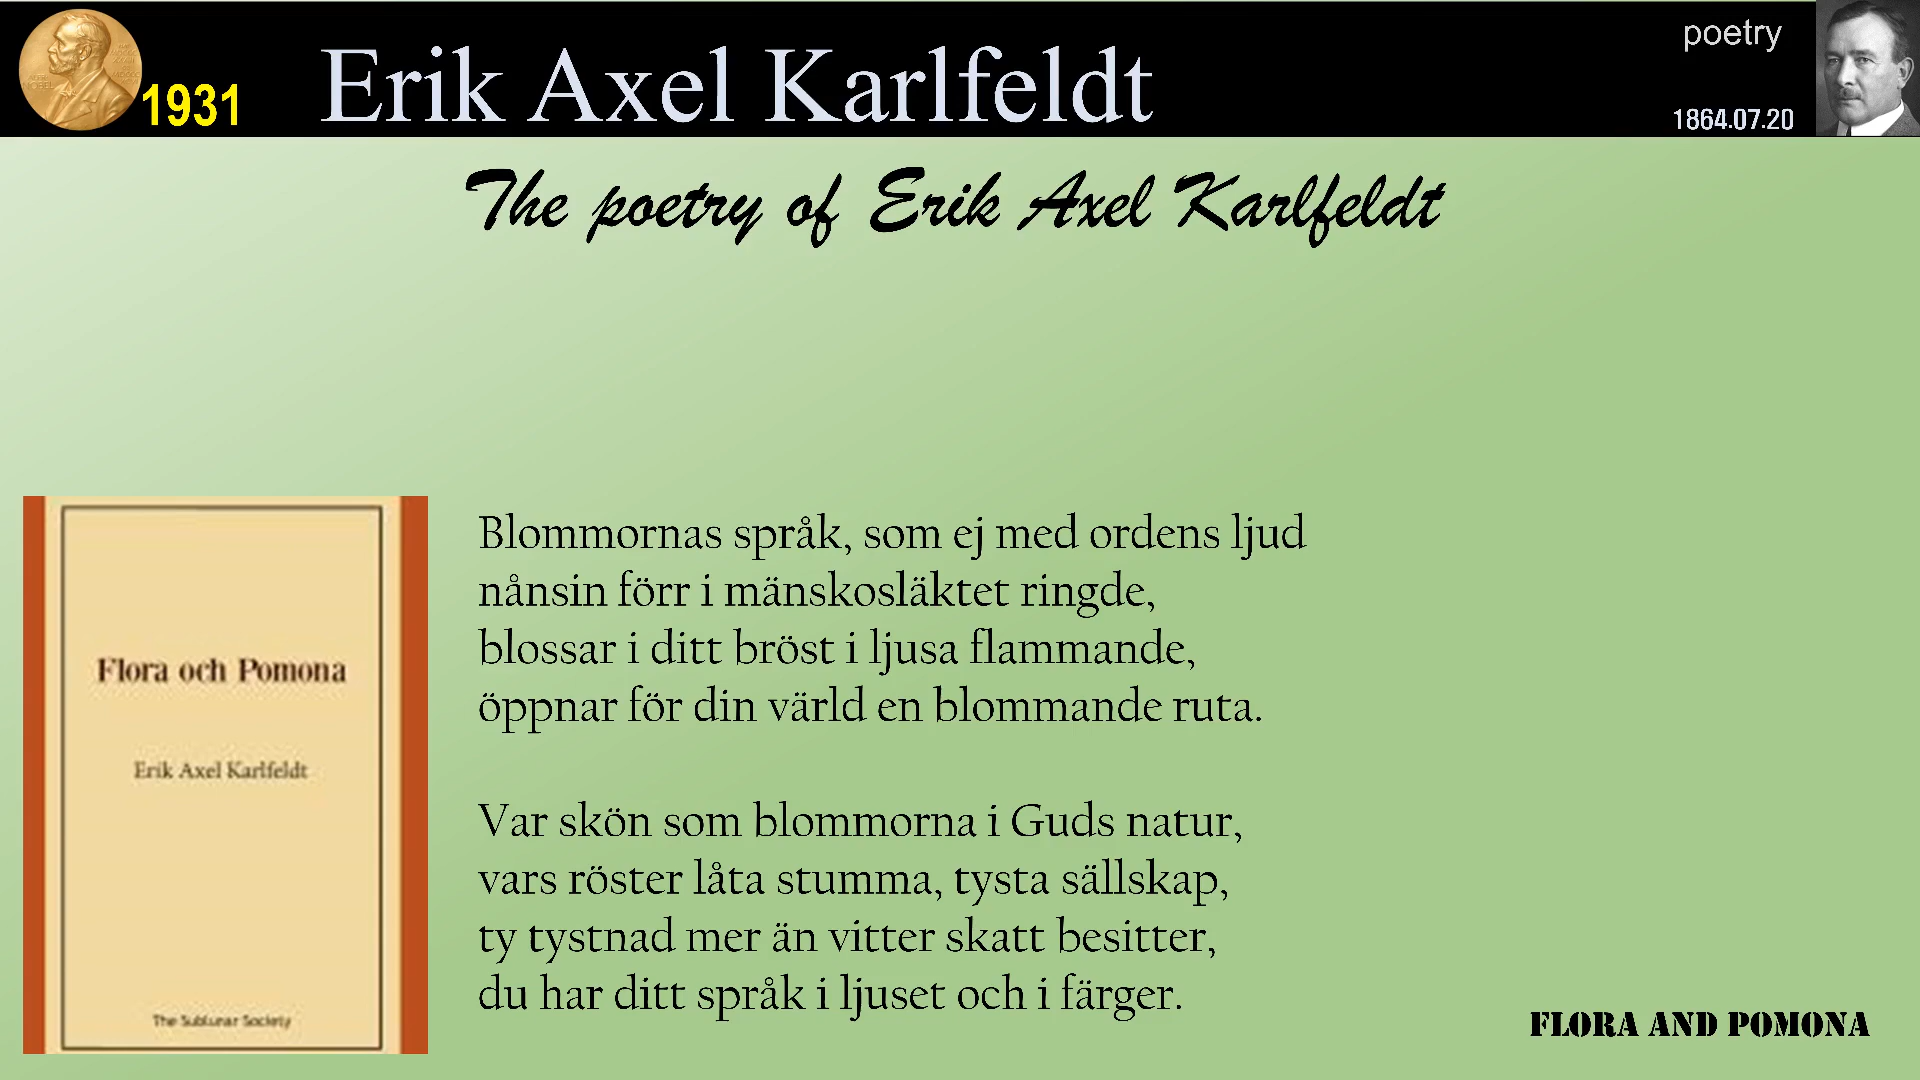 1931
Erik Axel Karlfeldt
poetry
1864.07.20
The poetry of Erik Axel Karlfeldt
Flora och Pomona
Erik Axel Karlfeldt
The Sublunar Society
Blommornas språk, som ej med ordens ljud
nånsin förr i mänskosläktet ringde,
blossar i ditt bröst i ljusa flammande,
öppnar för din värld en blommande ruta.
Var skön som blommorna i Guds natur,
vars röster låta stumma, tysta sällskap,
ty tystnad mer än vitter skatt besitter,
du har ditt språk i ljuset och i färger.
FLORA AND POMONA